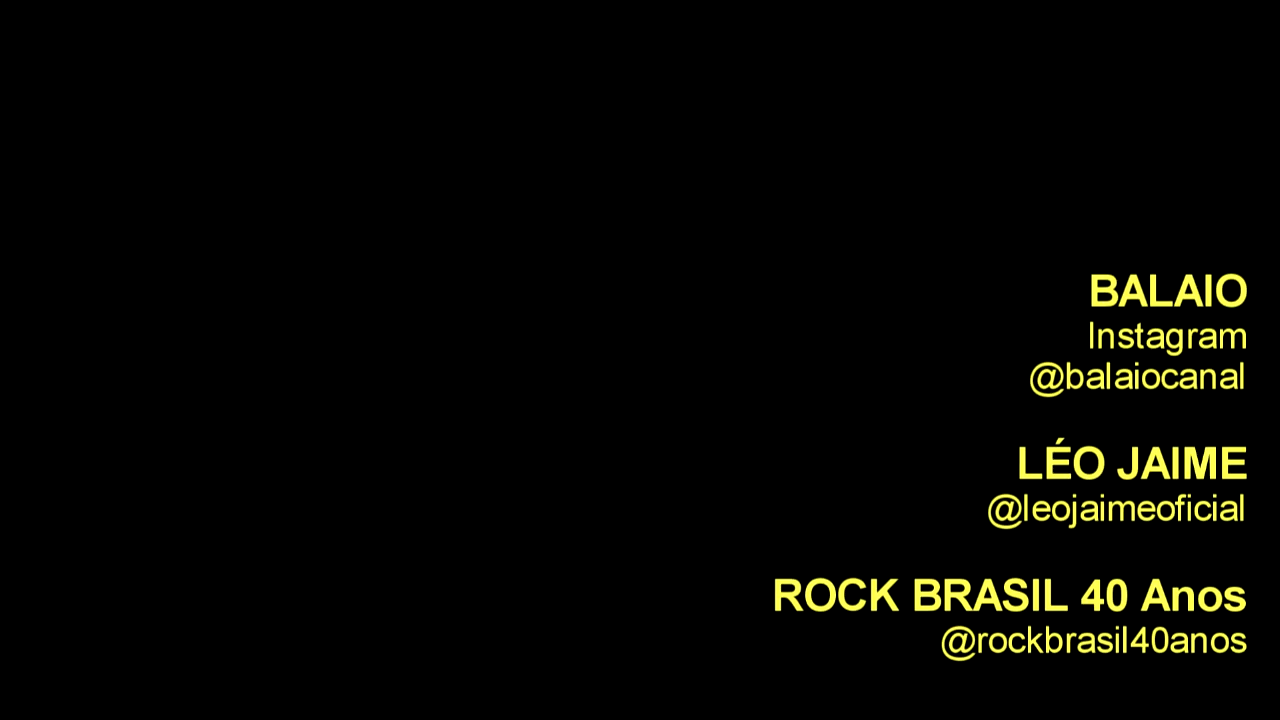 BALAIO
Instagram
@balaiocanal
LÉO JAIME
@leojaimeoficial
ROCK BRASIL 40 Anos
@rockbrasil40anos